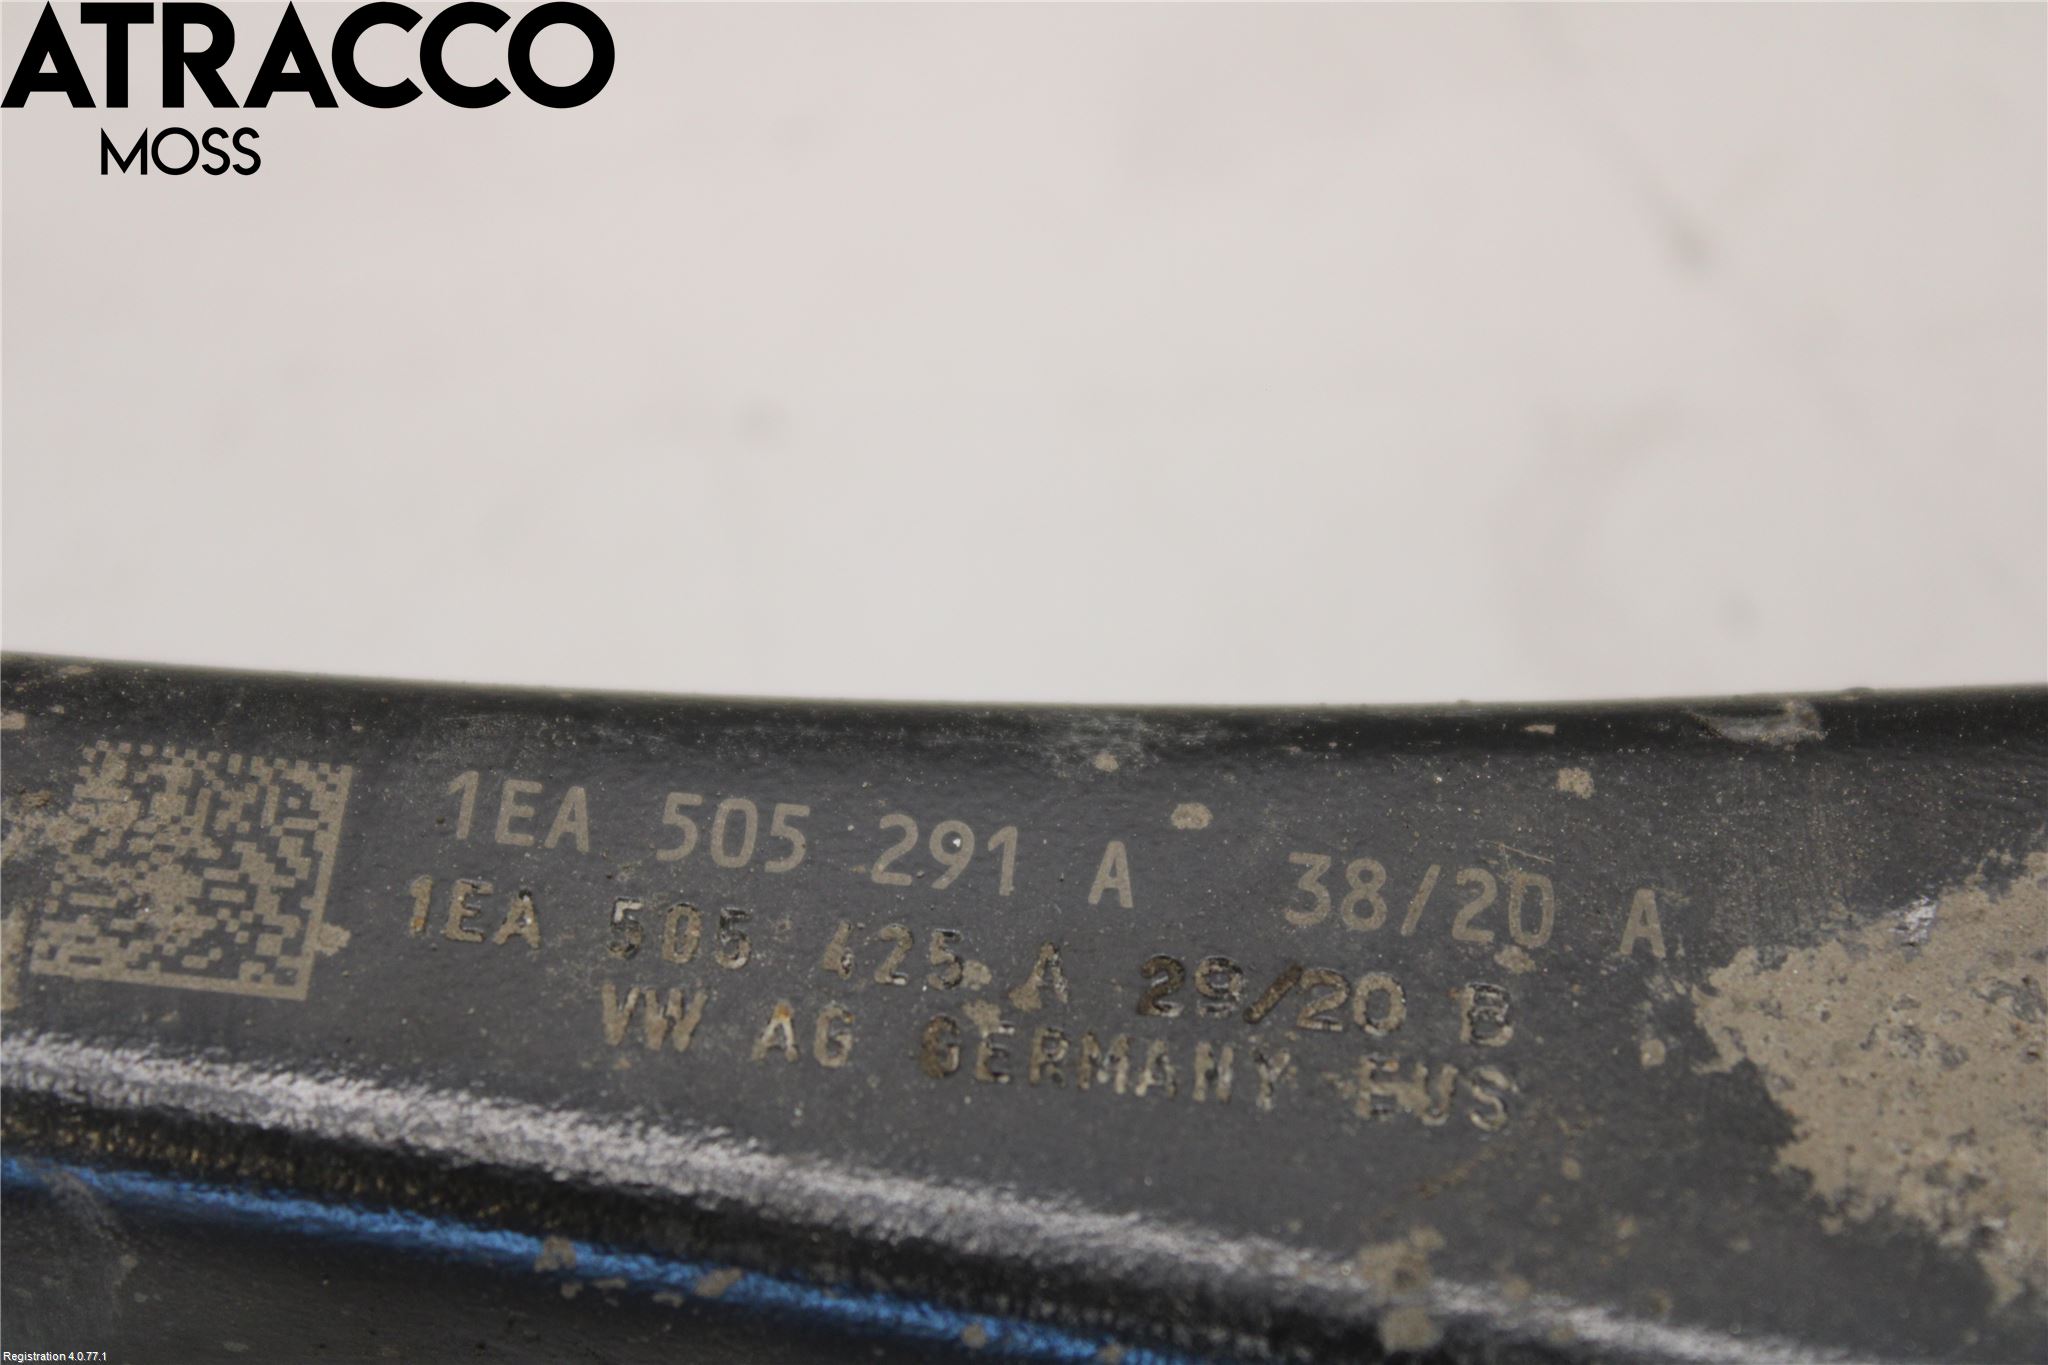 ATRACCO
MOSS
1EA 505 291 A 38/20 A
1EA 505 425 A 29/20 B
VW AG GERMANY EUS
Registration 4.0.77.1